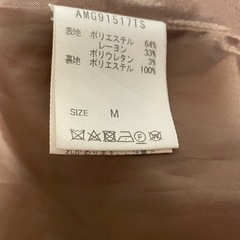 AMG91517TS
表地 ポリエステル 64%
レーヨン 33%
ポリウレタン 3%
裏地 ポリエステル 100%
SIZE M